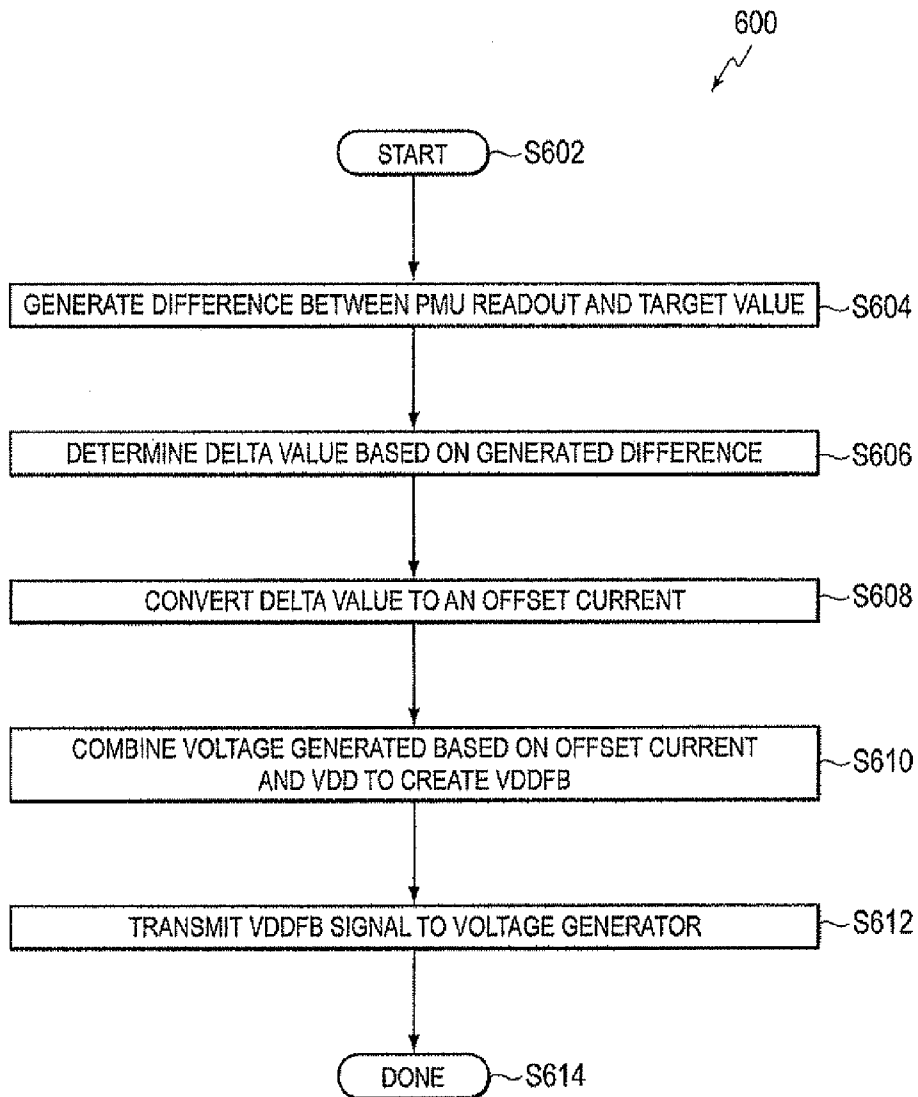 600
START S602
GENERATE DIFFERENCE BETWEEN PMU READOUT AND TARGET VALUE S604
DETERMINE DELTA VALUE BASED ON GENERATED DIFFERENCE S606
CONVERT DELTA VALUE TO AN OFFSET CURRENT S608
COMBINE VOLTAGE GENERATED BASED ON OFFSET CURRENT
AND VDD TO CREATE VDDFB S610
TRANSMIT VDDFB SIGNAL TO VOLTAGE GENERATOR S612
DONE S614